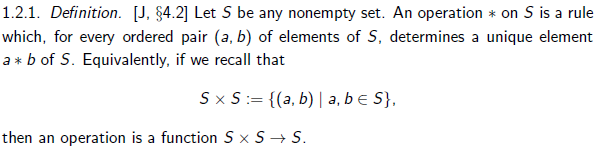 1.2.1. Definition. [J, §4.2] Let S be any nonempty set. An operation ∗ on S is a rule
which, for every ordered pair (a, b) of elements of S, determines a unique element
a ∗ b of S. Equivalently, if we recall that
S × S := {(a, b) | a, b ∈ S},
then an operation is a function S × S → S.